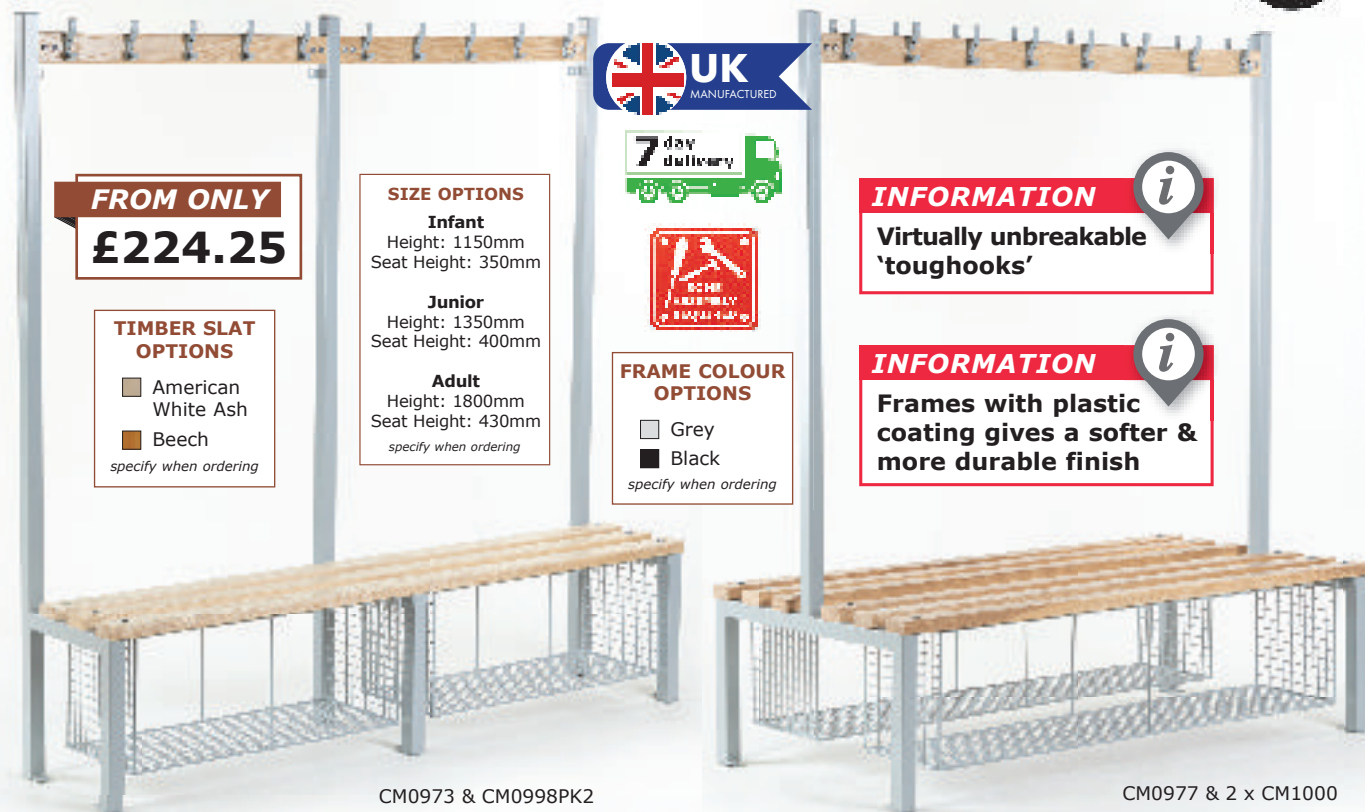 UK
MANUFACTURED
7 day
delivery
FROM ONLY
£224.25
TIMBER SLAT
OPTIONS
American
White Ash
Beech
specify when ordering
SIZE OPTIONS
Infant
Height: 1150mm
Seat Height: 350mm
Junior
Height: 1350mm
Seat Height: 400mm
Adult
Height: 1800mm
Seat Height: 430mm
specify when ordering
SOME
ASSEMBLY
REQUIRED
FRAME COLOUR
OPTIONS
Grey
Black
specify when ordering
INFORMATION
i
Virtually unbreakable
‘toughooks’
INFORMATION
i
Frames with plastic
coating gives a softer &
more durable finish
CM0973 & CM0998PK2
CM0977 & 2 x CM1000